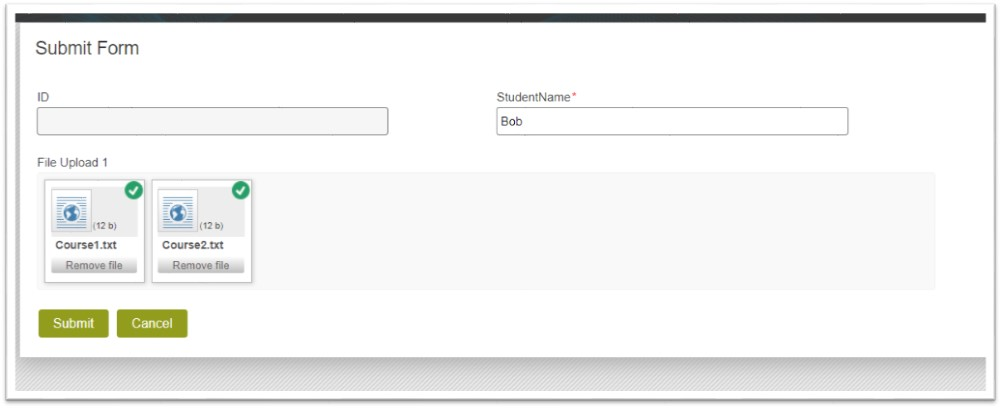 Submit Form
ID
StudentName*
Bob
File Upload 1
(12 b)
(12 b)
Course1.txt
Course2.txt
Remove file
Remove file
Submit
Cancel